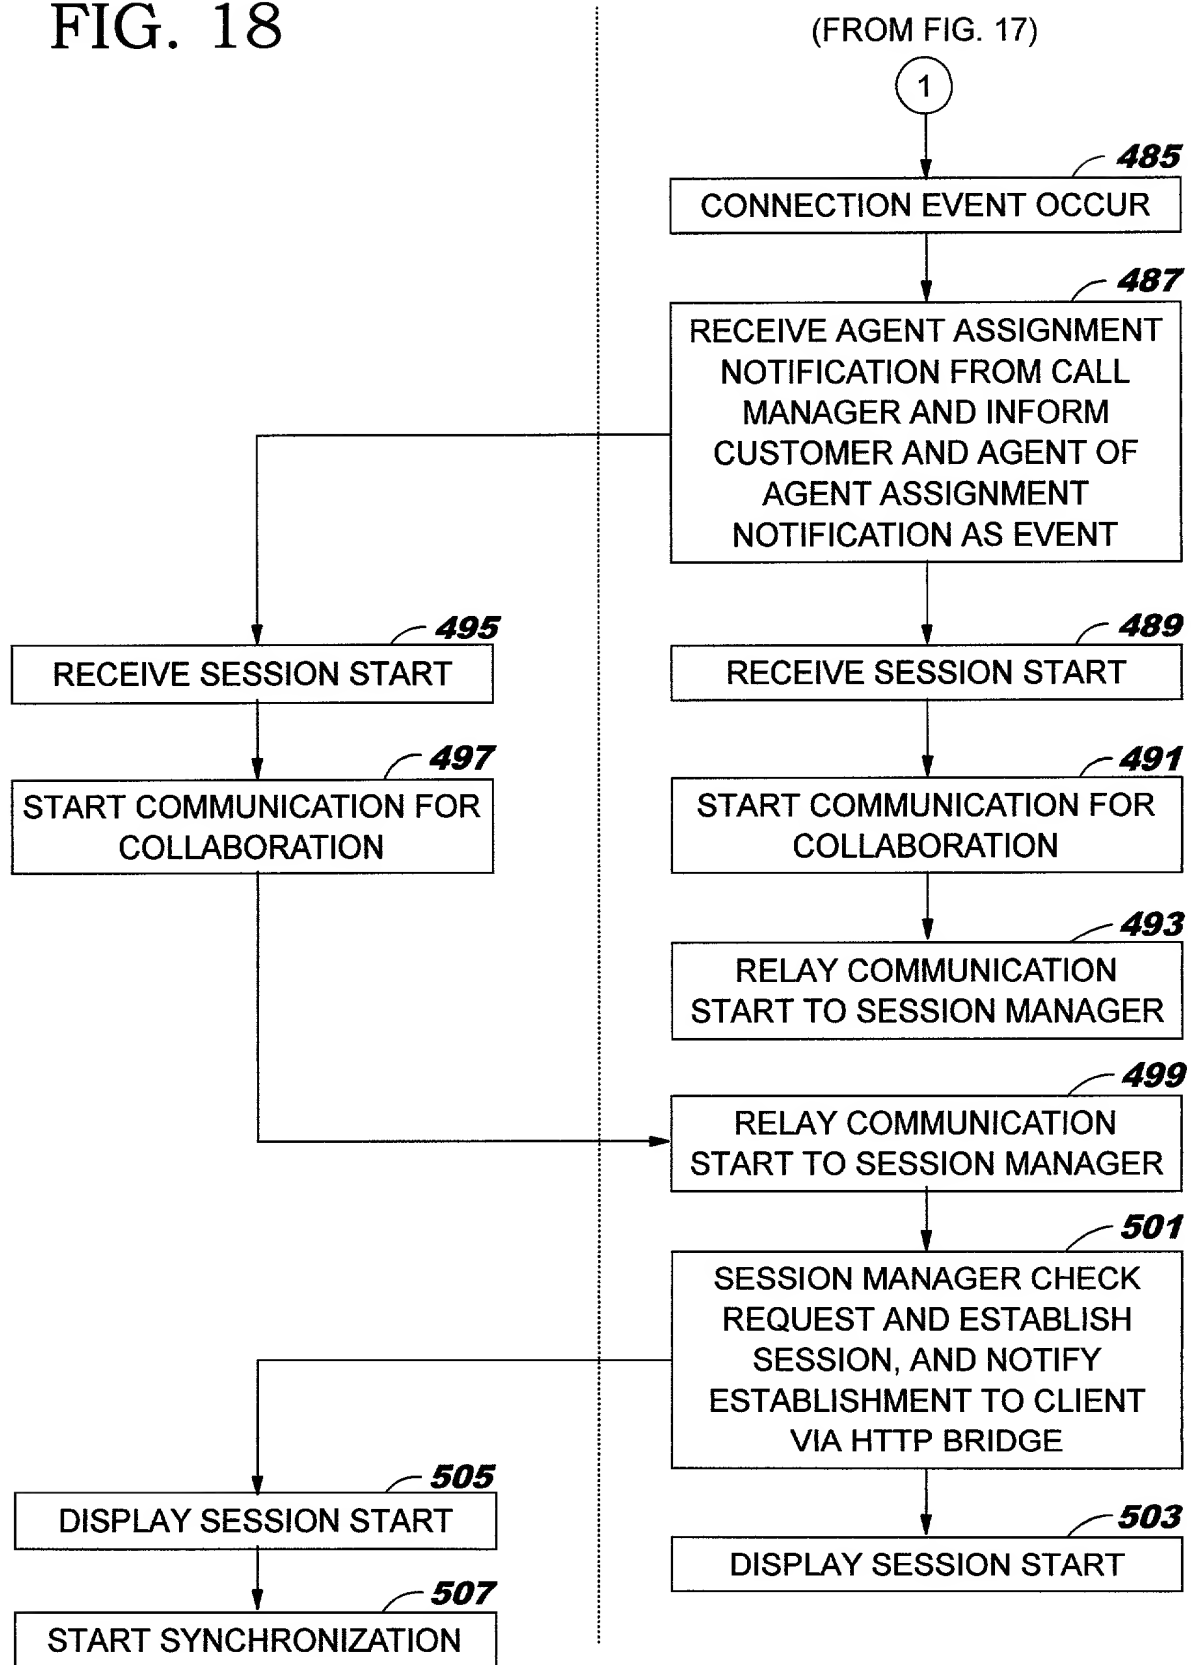 FIG. 18
(FROM FIG. 17)
1
485
CONNECTION EVENT OCCUR
487
RECEIVE AGENT ASSIGNMENT
NOTIFICATION FROM CALL
MANAGER AND INFORM
CUSTOMER AND AGENT OF
AGENT ASSIGNMENT
NOTIFICATION AS EVENT
495
RECEIVE SESSION START
489
RECEIVE SESSION START
497
START COMMUNICATION FOR
COLLABORATION
491
START COMMUNICATION FOR
COLLABORATION
493
RELAY COMMUNICATION
START TO SESSION MANAGER
499
RELAY COMMUNICATION
START TO SESSION MANAGER
501
SESSION MANAGER CHECK
REQUEST AND ESTABLISH
SESSION, AND NOTIFY
ESTABLISHMENT TO CLIENT
VIA HTTP BRIDGE
505
DISPLAY SESSION START
503
DISPLAY SESSION START
507
START SYNCHRONIZATION